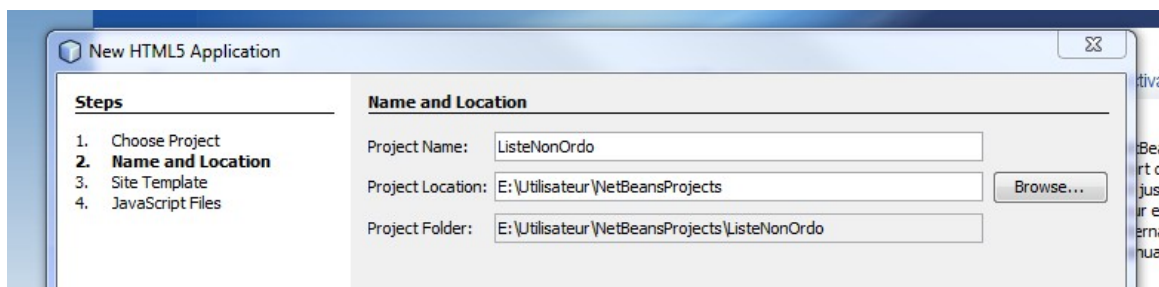 New HTML5 Application
Steps
1. Choose Project
2. Name and Location
3. Site Template
4. JavaScript Files
Name and Location
Project Name: ListeNonOrdo
Project Location: E:\Utilisateur\NetBeansProjects Browse...
Project Folder: E:\Utilisateur\NetBeansProjects\ListeNonOrdo